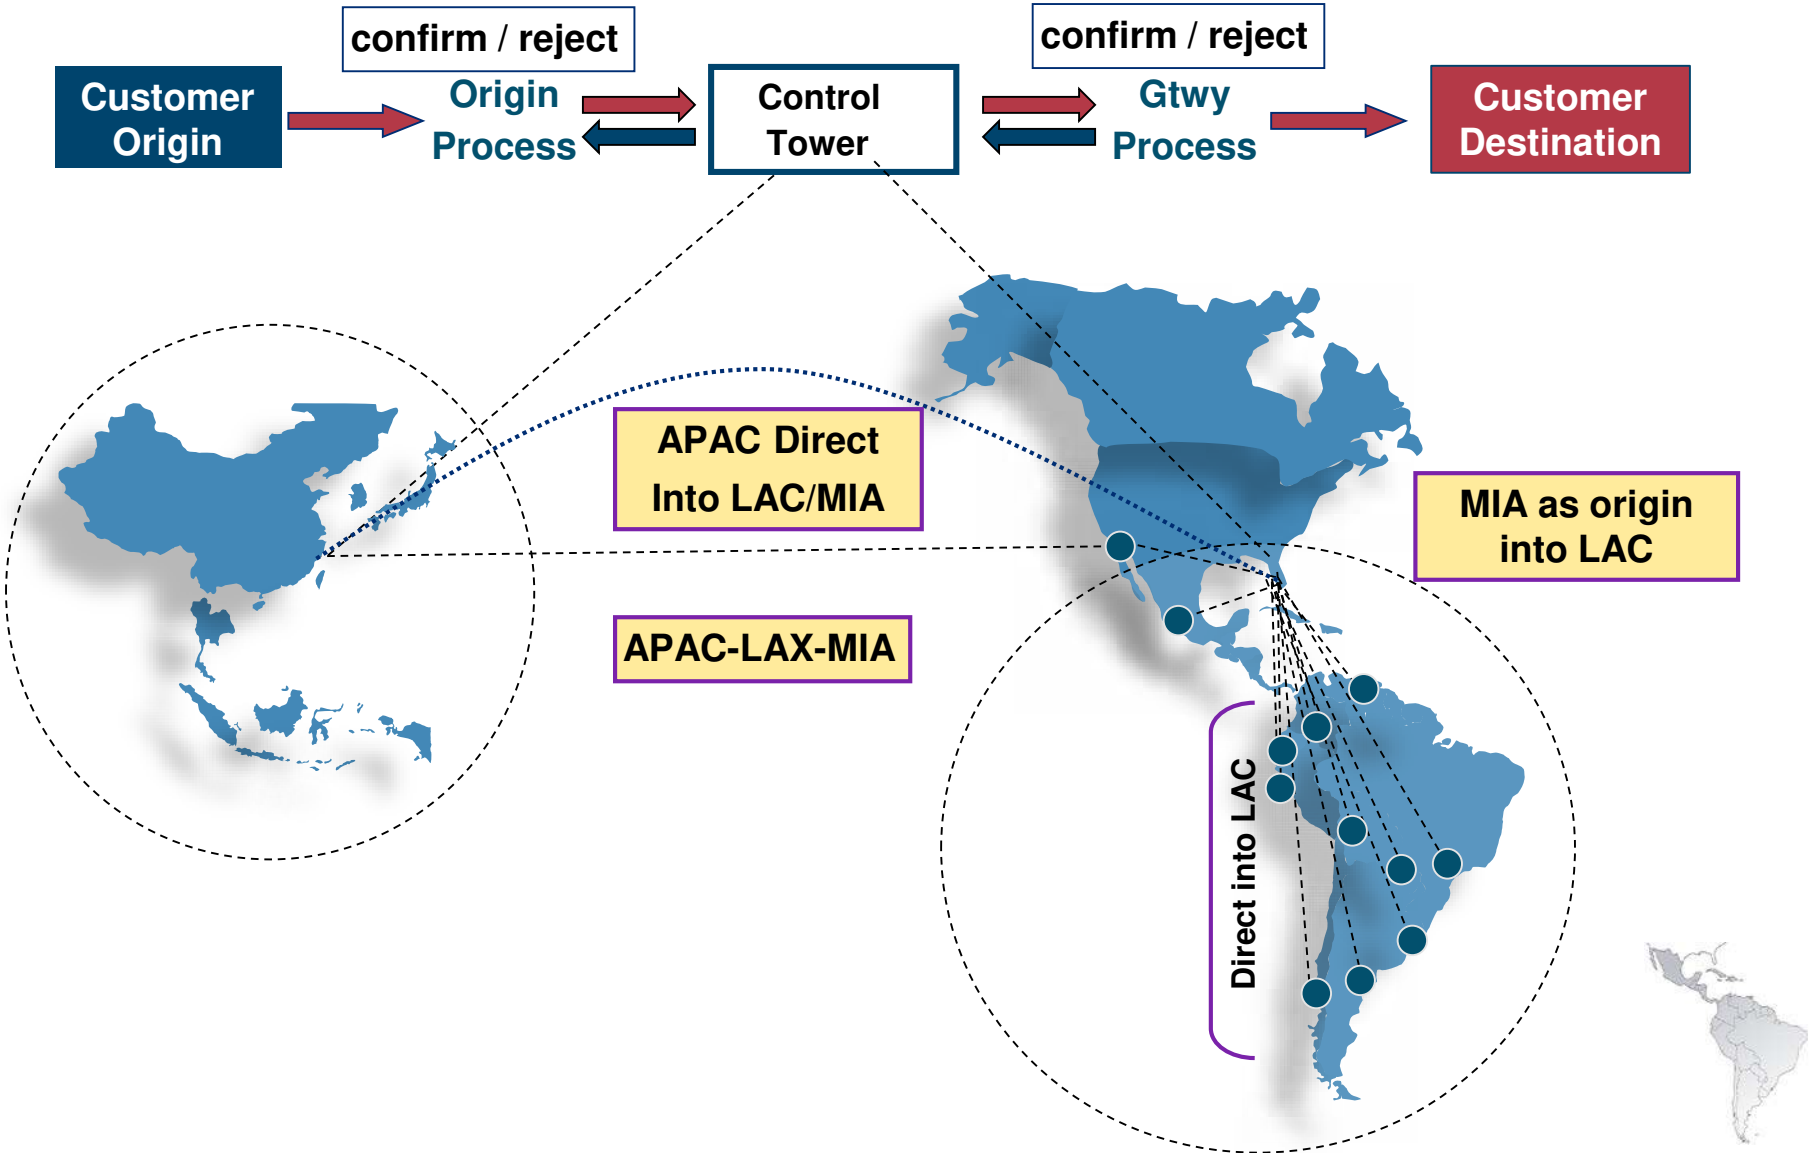 confirm / reject
confirm / reject
Customer
Origin
Origin
Process
Control
Tower
Gtwy
Process
Customer
Destination
APAC Direct
Into LAC/MIA
MIA as origin
into LAC
APAC-LAX-MIA
Direct into LAC